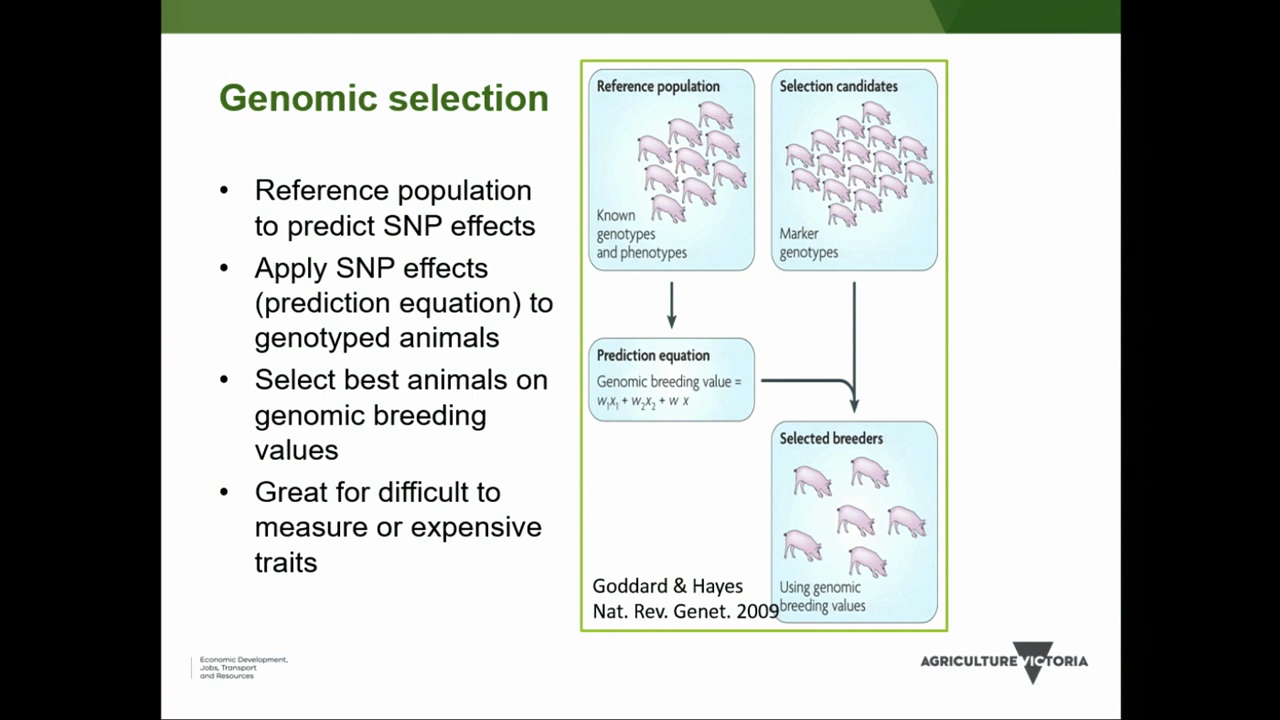 Genomic selection
• Reference population
to predict SNP effects
• Apply SNP effects
(prediction equation) to
genotyped animals
• Select best animals on
genomic breeding
values
• Great for difficult to
measure or expensive
traits
Reference population
Known
genotypes
and phenotypes
Selection candidates
Marker
genotypes
Prediction equation
Genomic breeding value =
w₁x₁ + w₂x₂ + w x
Selected breeders
Using genomic
breeding values
Goddard & Hayes
Nat. Rev. Genet. 2009
Economic Development,
Jobs, Transport
and Resources
AGRICULTURE VICTORIA